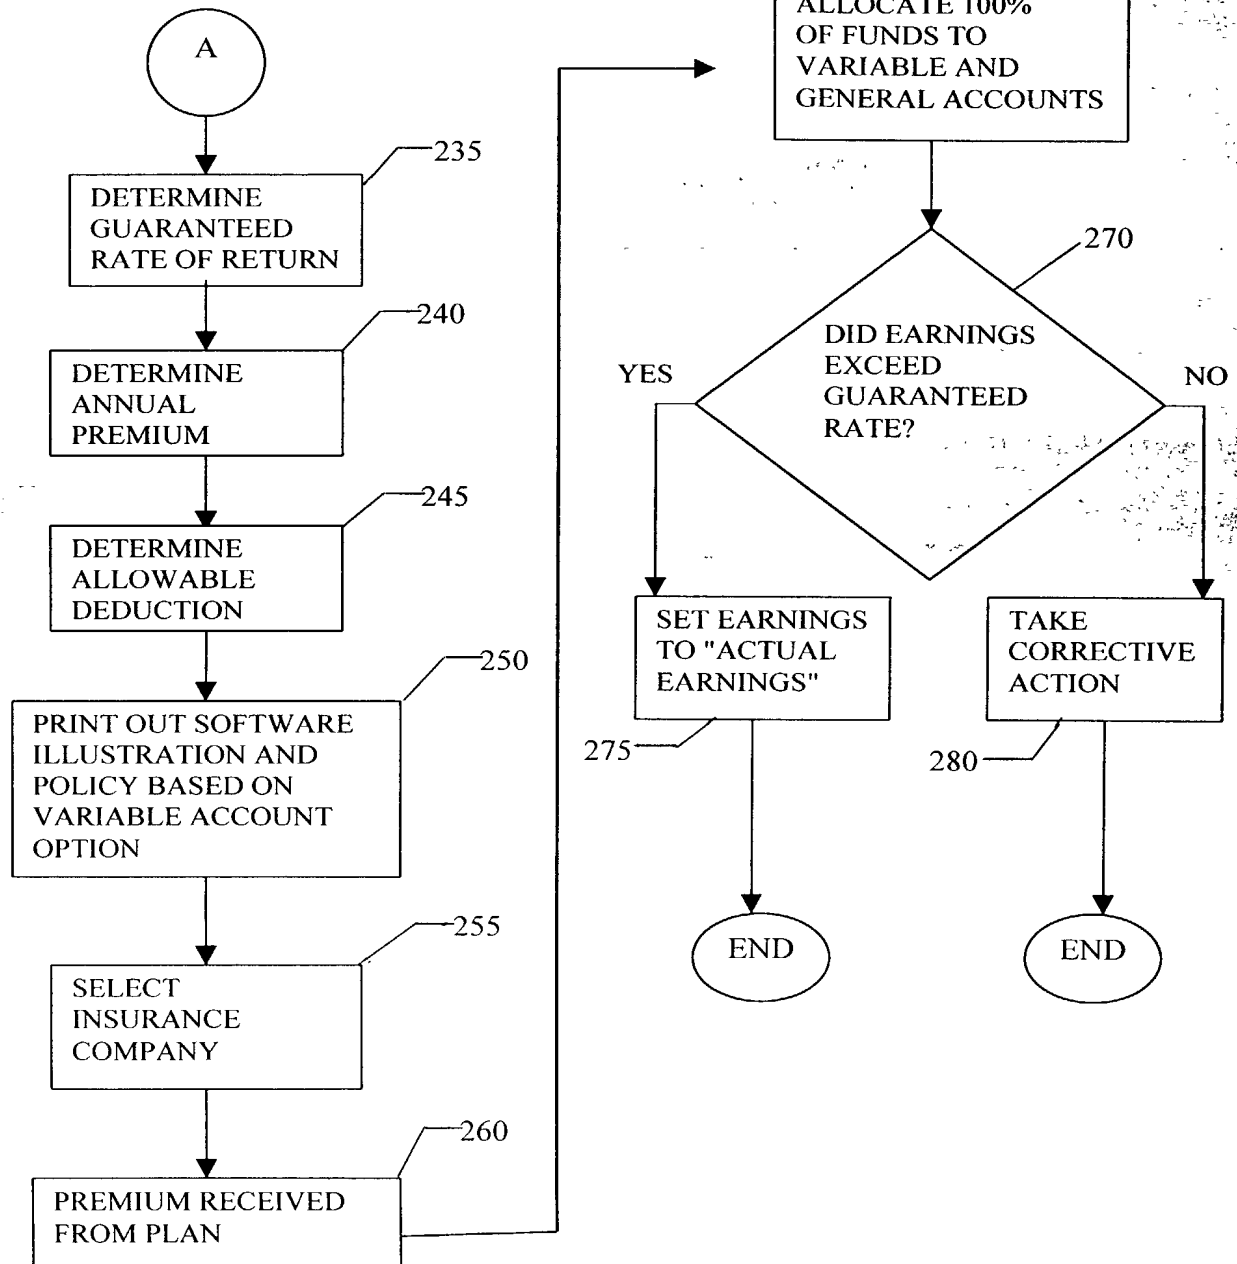 A
235
DETERMINE
GUARANTEED
RATE OF RETURN
240
DETERMINE
ANNUAL
PREMIUM
245
DETERMINE
ALLOWABLE
DEDUCTION
250
PRINT OUT SOFTWARE
ILLUSTRATION AND
POLICY BASED ON
VARIABLE ACCOUNT
OPTION
255
SELECT
INSURANCE
COMPANY
260
PREMIUM RECEIVED
FROM PLAN
ALLOCATE 100%
OF FUNDS TO
VARIABLE AND
GENERAL ACCOUNTS
270
DID EARNINGS
EXCEED
GUARANTEED
RATE?
YES
NO
SET EARNINGS
TO "ACTUAL
EARNINGS"
275
TAKE
CORRECTIVE
ACTION
280
END
END